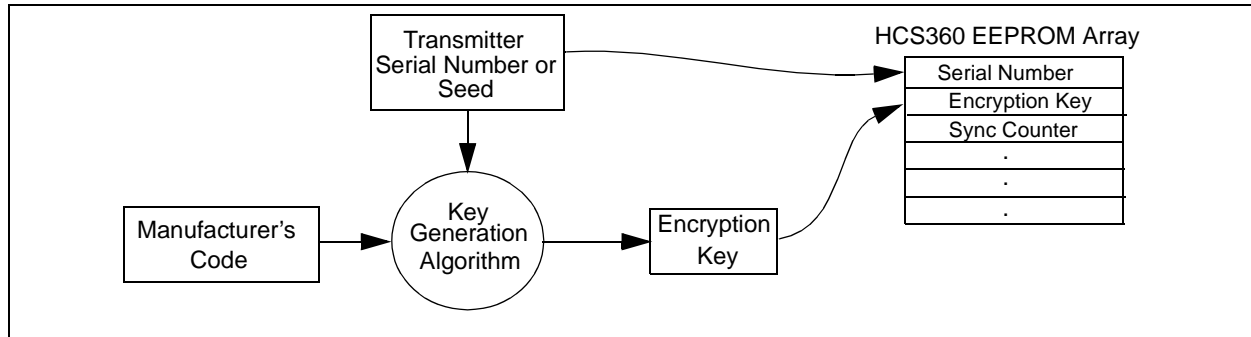 Transmitter
Serial Number or
Seed
HCS360 EEPROM Array
Serial Number
Encryption Key
Sync Counter
.
.
.
Manufacturer's
Code
Key
Generation
Algorithm
Encryption
Key